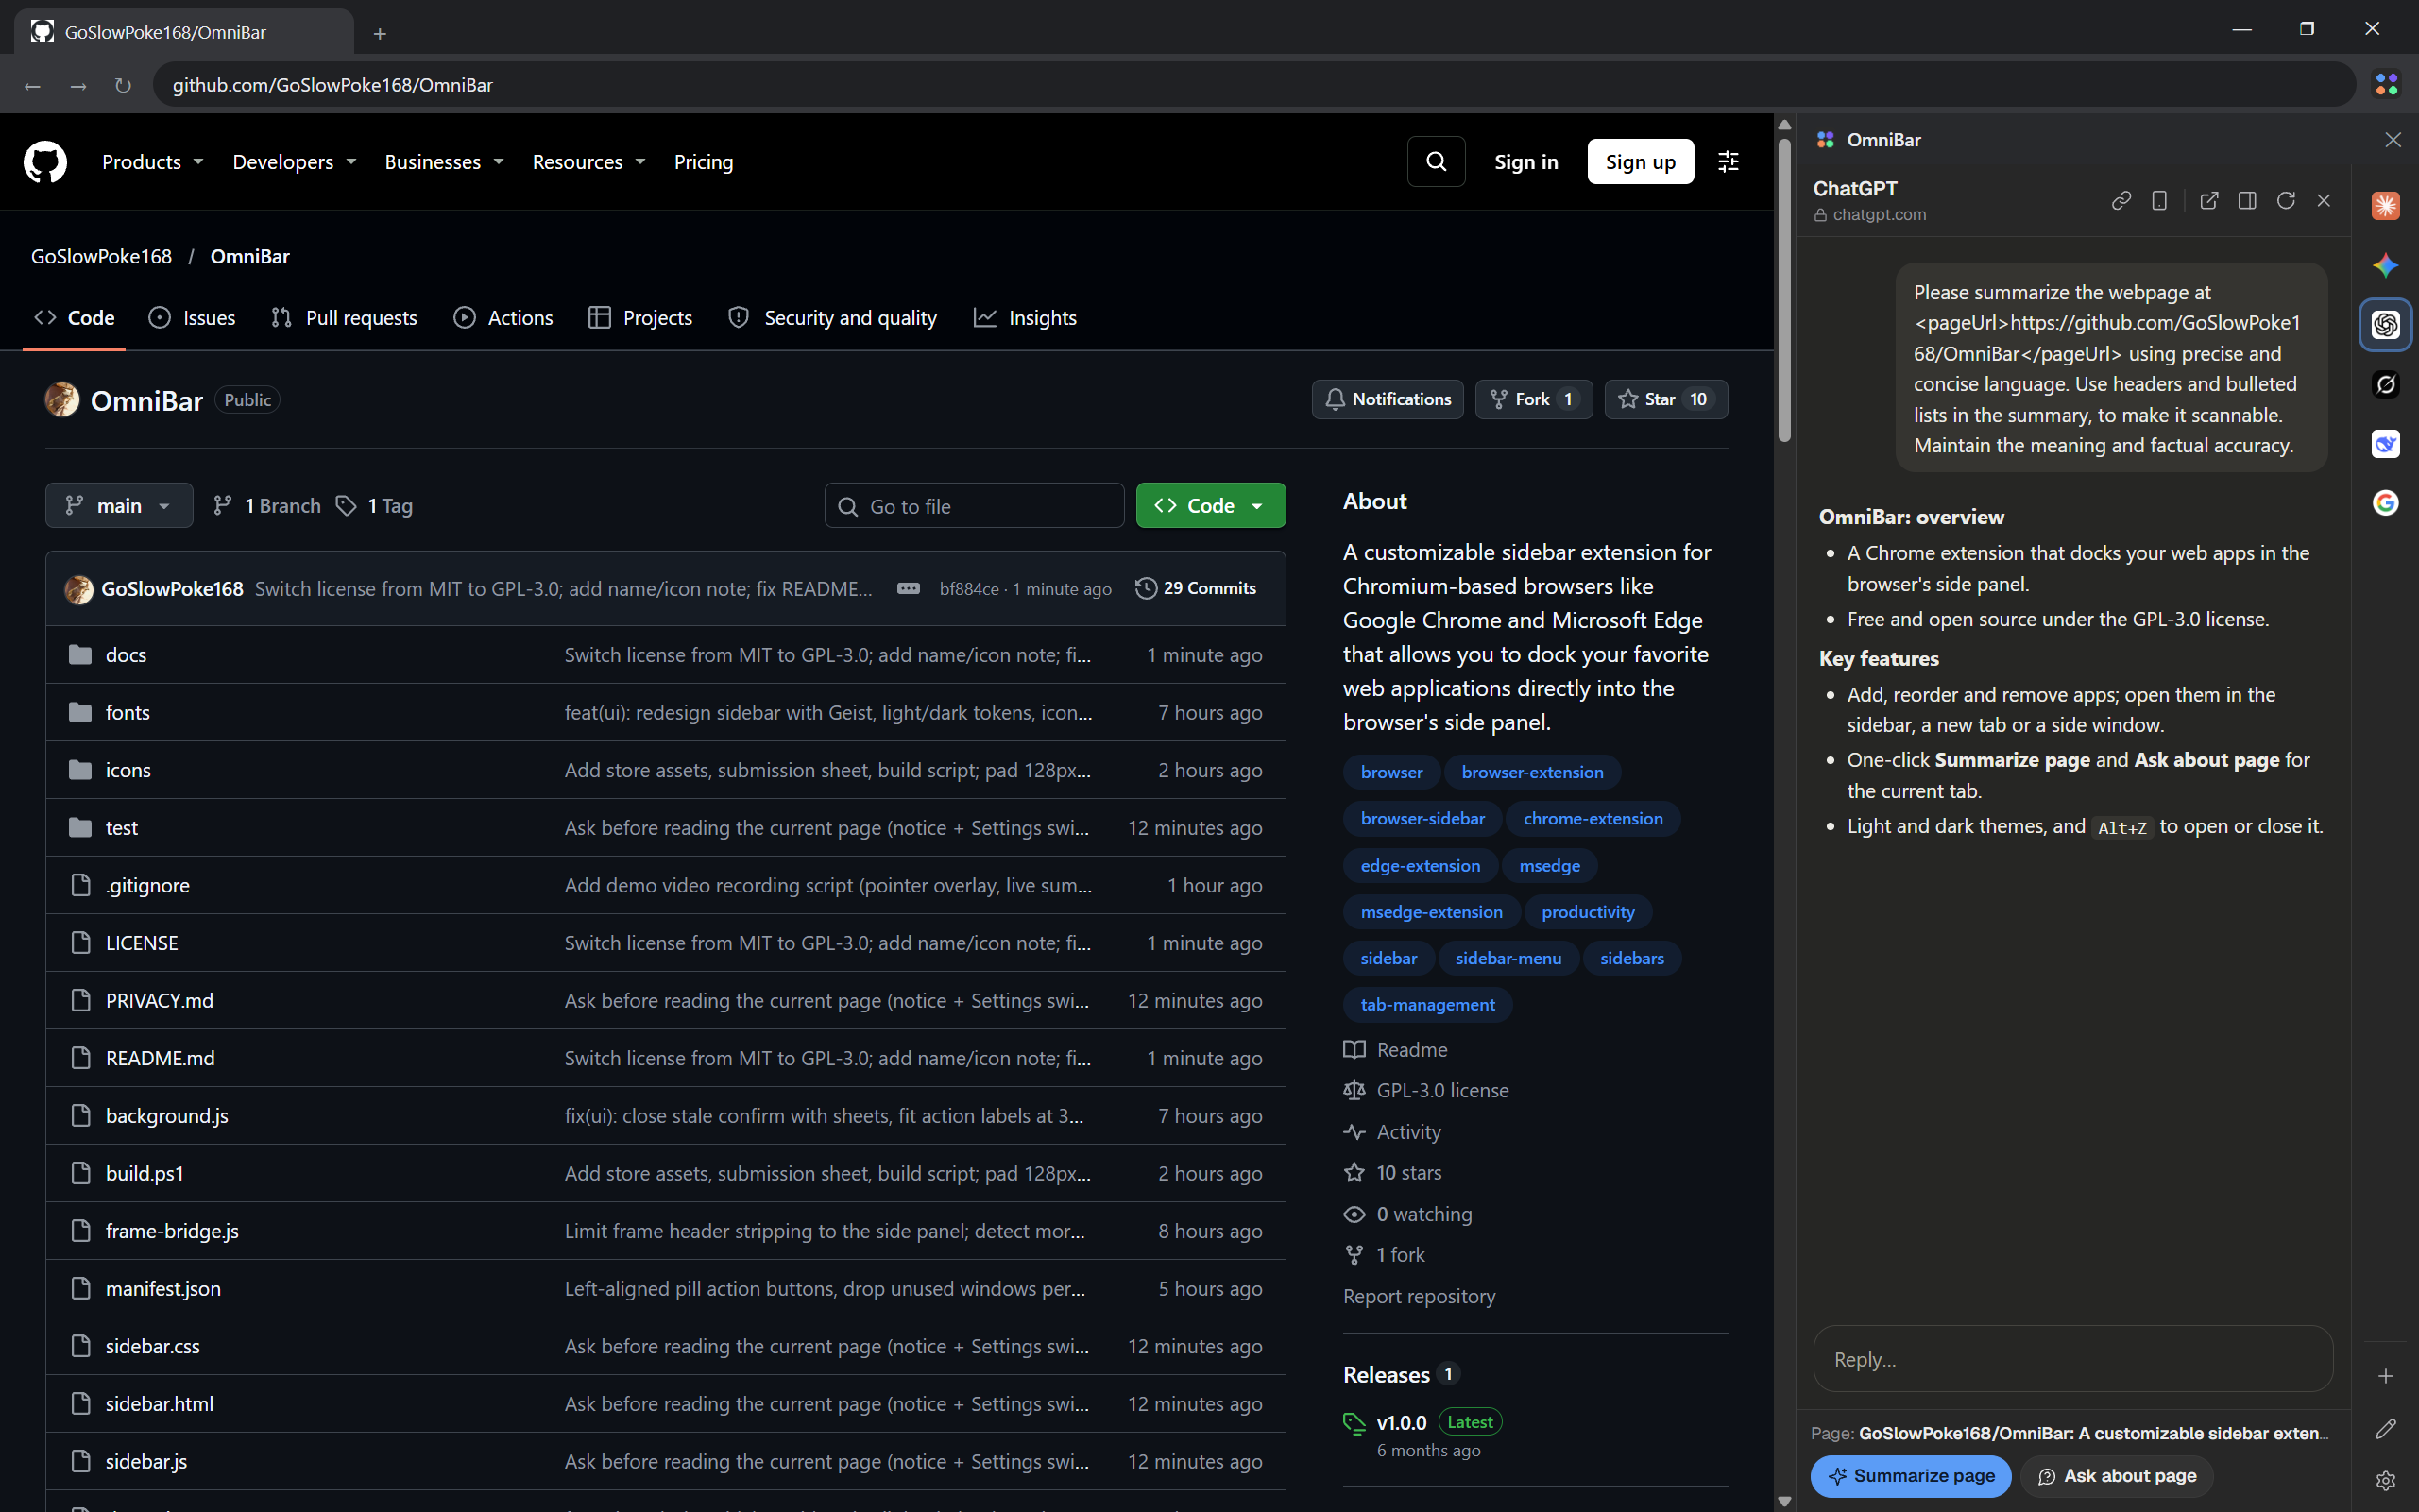 GoSlowPoke168/OmniBar
github.com/GoSlowPoke168/OmniBar
Products
Developers
Businesses
Resources
Pricing
Sign in
Sign up
GoSlowPoke168 / OmniBar
Code
Issues
Pull requests
Actions
Projects
Security and quality
Insights
OmniBar Public
Notifications
Fork 1
Star 10
main
1 Branch
1 Tag
Go to file
Code
GoSlowPoke168 Switch license from MIT to GPL-3.0; add name/icon note; fix README... bf884ce · 1 minute ago 29 Commits
docs Switch license from MIT to GPL-3.0; add name/icon note; fi... 1 minute ago
fonts feat(ui): redesign sidebar with Geist, light/dark tokens, icon... 7 hours ago
icons Add store assets, submission sheet, build script; pad 128px... 2 hours ago
test Ask before reading the current page (notice + Settings swi... 12 minutes ago
.gitignore Add demo video recording script (pointer overlay, live sum... 1 hour ago
LICENSE Switch license from MIT to GPL-3.0; add name/icon note; fi... 1 minute ago
PRIVACY.md Ask before reading the current page (notice + Settings swi... 12 minutes ago
README.md Switch license from MIT to GPL-3.0; add name/icon note; fi... 1 minute ago
background.js fix(ui): close stale confirm with sheets, fit action labels at 3... 7 hours ago
build.ps1 Add store assets, submission sheet, build script; pad 128px... 2 hours ago
frame-bridge.js Limit frame header stripping to the side panel; detect mor... 8 hours ago
manifest.json Left-aligned pill action buttons, drop unused windows per... 5 hours ago
sidebar.css Ask before reading the current page (notice + Settings swi... 12 minutes ago
sidebar.html Ask before reading the current page (notice + Settings swi... 12 minutes ago
sidebar.js Ask before reading the current page (notice + Settings swi... 12 minutes ago
About
A customizable sidebar extension for
Chromium-based browsers like
Google Chrome and Microsoft Edge
that allows you to dock your favorite
web applications directly into the
browser's side panel.
browser browser-extension
browser-sidebar chrome-extension
edge-extension msedge
msedge-extension productivity
sidebar sidebar-menu sidebars
tab-management
Readme
GPL-3.0 license
Activity
10 stars
0 watching
1 fork
Report repository
Releases 1
v1.0.0 Latest
6 months ago
OmniBar
ChatGPT
chatgpt.com
Please summarize the webpage at
<pageUrl>https://github.com/GoSlowPoke1
68/OmniBar</pageUrl> using precise and
concise language. Use headers and bulleted
lists in the summary, to make it scannable.
Maintain the meaning and factual accuracy.
OmniBar: overview
• A Chrome extension that docks your web apps in the
browser's side panel.
• Free and open source under the GPL-3.0 license.
Key features
• Add, reorder and remove apps; open them in the
sidebar, a new tab or a side window.
• One-click Summarize page and Ask about page for
the current tab.
• Light and dark themes, and Alt+Z to open or close it.
Reply...
Page: GoSlowPoke168/OmniBar: A customizable sidebar exten...
Summarize page
Ask about page